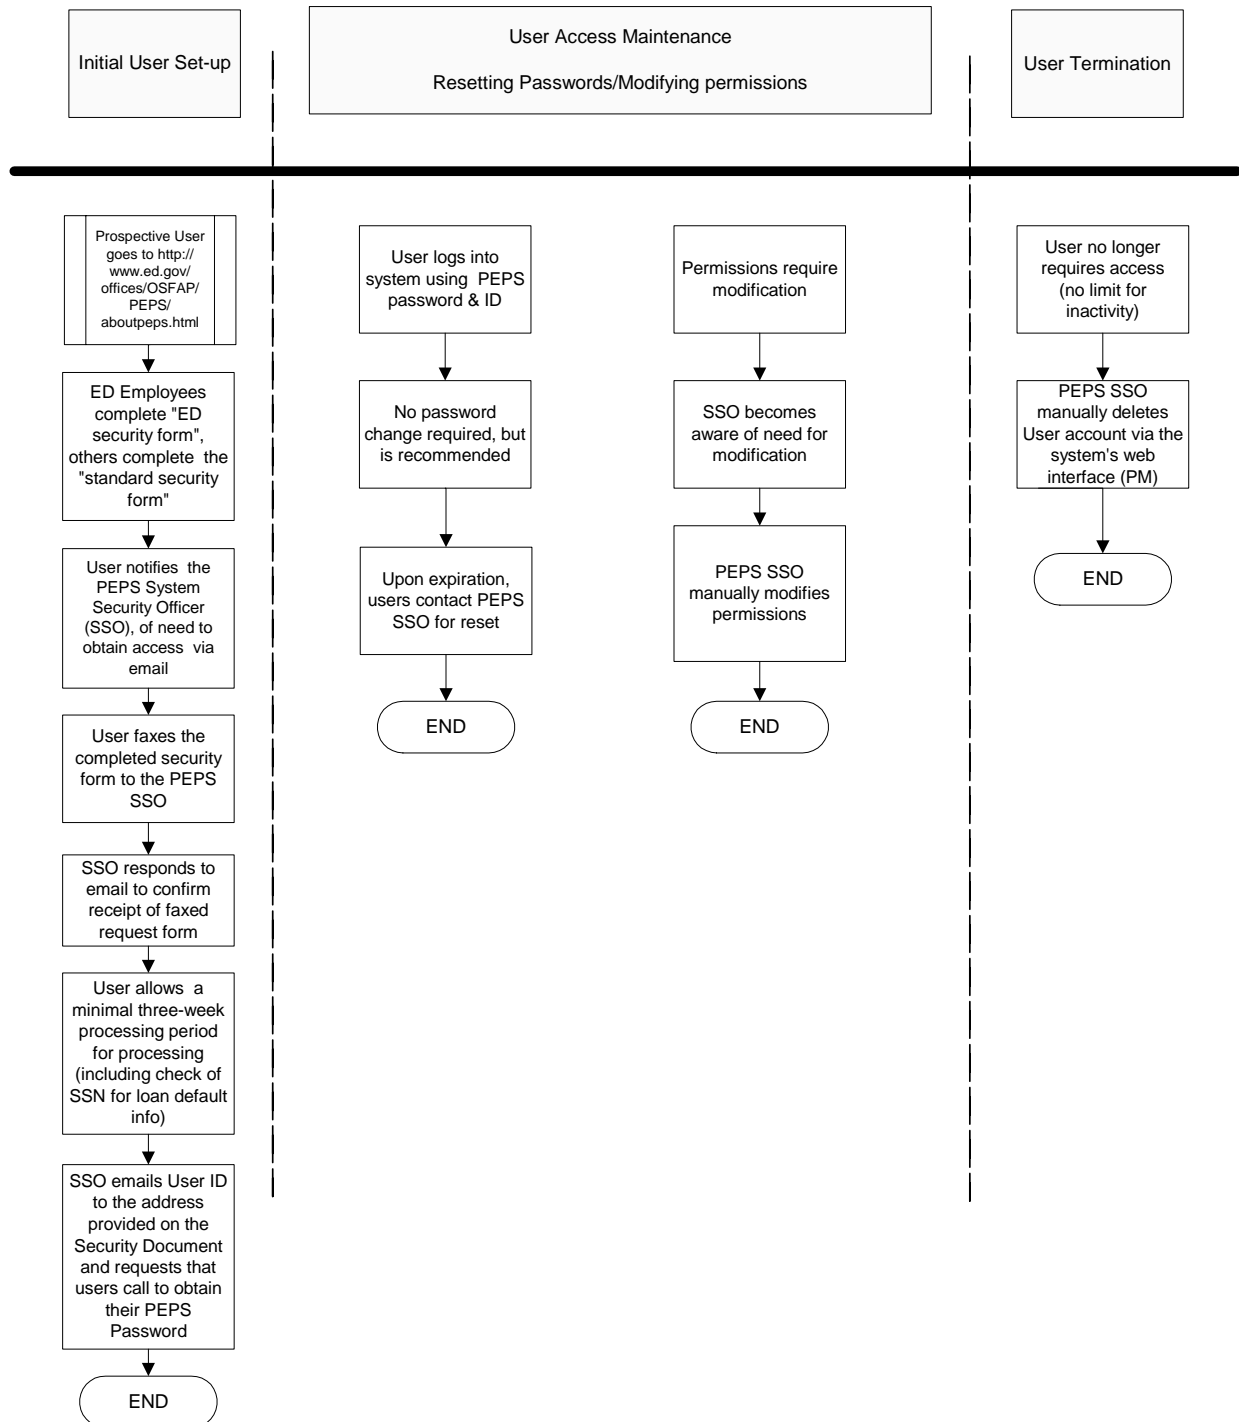 Initial User Set-up
User Access Maintenance
Resetting Passwords/Modifying permissions
User Termination
Prospective User
goes to http://
www.ed.gov/
offices/OSFAP/
PEPS/
aboutpeps.html
ED Employees
complete "ED
security form",
others complete the
"standard security
form"
User notifies the
PEPS System
Security Officer
(SSO), of need to
obtain access via
email
User faxes the
completed security
form to the PEPS
SSO
SSO responds to
email to confirm
receipt of faxed
request form
User allows a
minimal three-week
processing period
for processing
(including check of
SSN for loan default
info)
SSO emails User ID
to the address
provided on the
Security Document
and requests that
users call to obtain
their PEPS
Password
END
User logs into
system using PEPS
password & ID
No password
change required, but
is recommended
Upon expiration,
users contact PEPS
SSO for reset
END
Permissions require
modification
SSO becomes
aware of need for
modification
PEPS SSO
manually modifies
permissions
END
User no longer
requires access
(no limit for
inactivity)
PEPS SSO
manually deletes
User account via the
system's web
interface (PM)
END